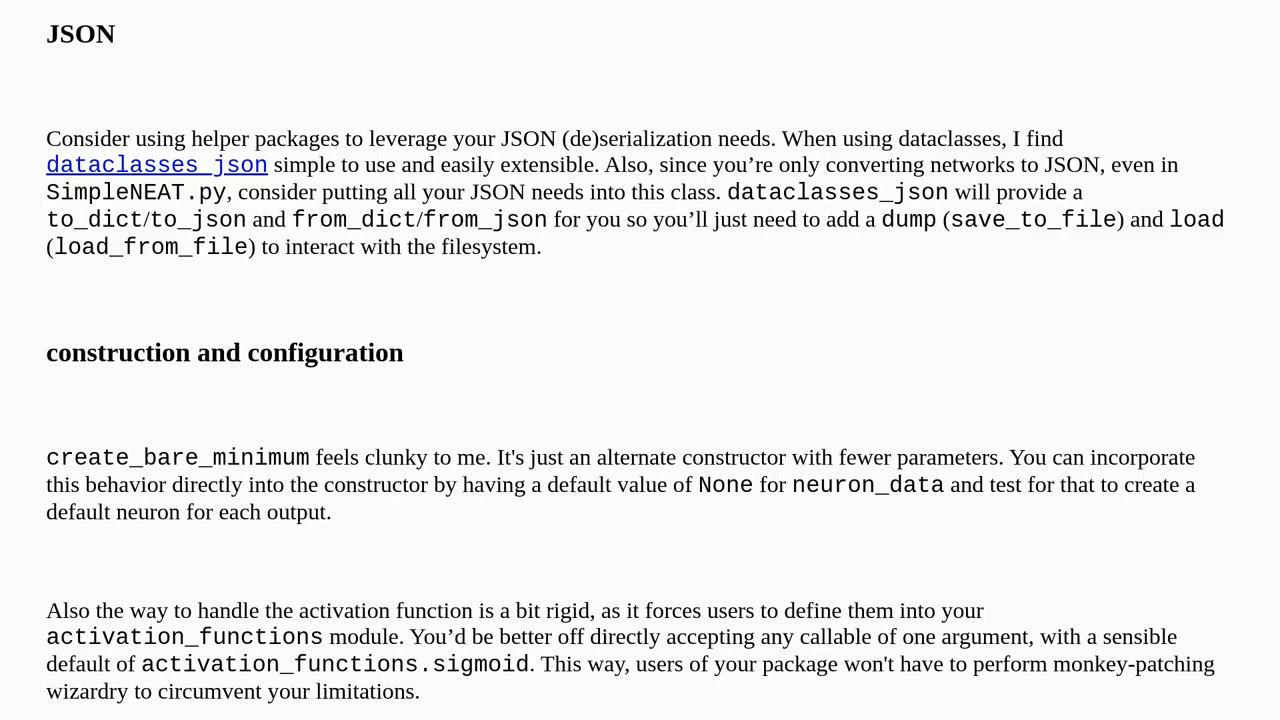 JSON
Consider using helper packages to leverage your JSON (de)serialization needs. When using dataclasses, I find
dataclasses_json simple to use and easily extensible. Also, since you’re only converting networks to JSON, even in
SimpleNEAT.py, consider putting all your JSON needs into this class. dataclasses_json will provide a
to_dict/to_json and from_dict/from_json for you so you’ll just need to add a dump (save_to_file) and load
(load_from_file) to interact with the filesystem.
construction and configuration
create_bare_minimum feels clunky to me. It's just an alternate constructor with fewer parameters. You can incorporate
this behavior directly into the constructor by having a default value of None for neuron_data and test for that to create a
default neuron for each output.
Also the way to handle the activation function is a bit rigid, as it forces users to define them into your
activation_functions module. You’d be better off directly accepting any callable of one argument, with a sensible
default of activation_functions.sigmoid. This way, users of your package won't have to perform monkey-patching
wizardry to circumvent your limitations.